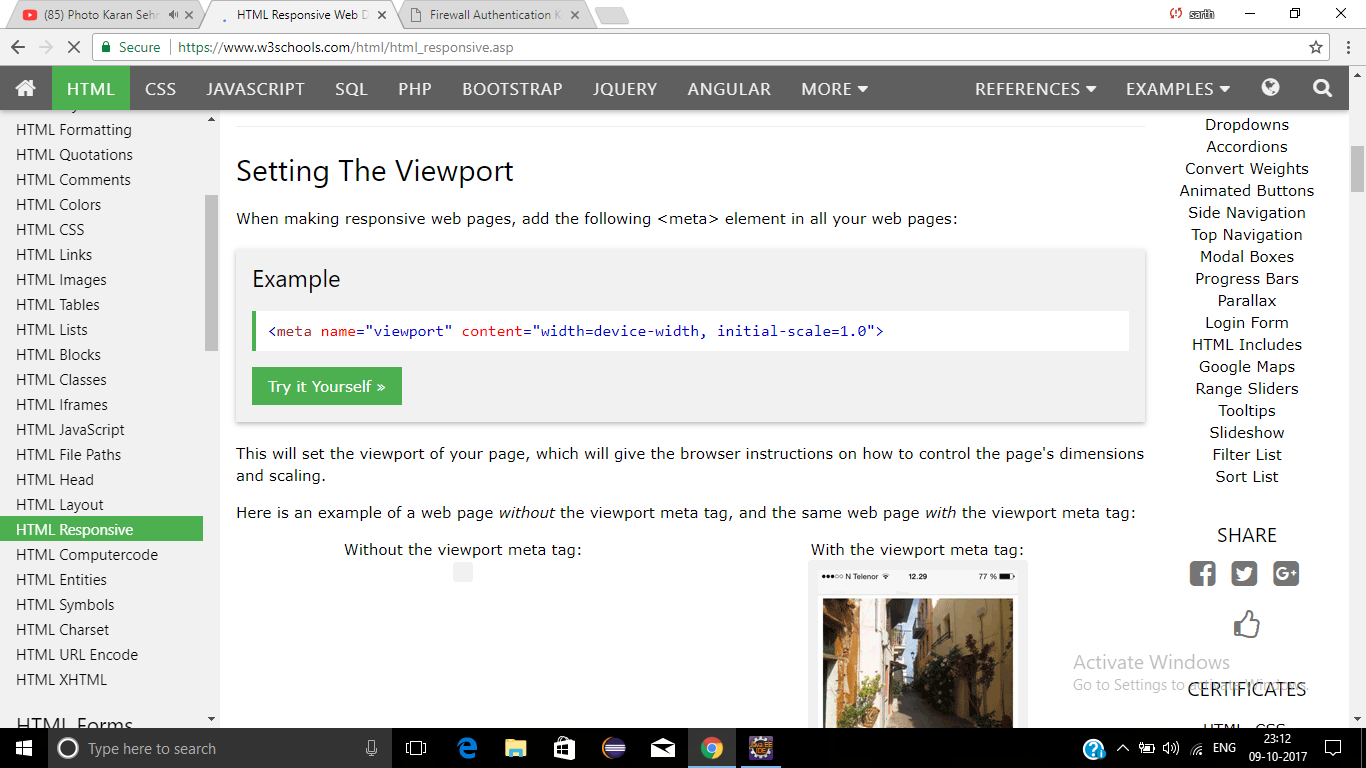 (85) Photo Karan Sehr
HTML Responsive Web D
Firewall Authentication K
sarth
Secure
https://www.w3schools.com/html/html_responsive.asp
HTML CSS JAVASCRIPT SQL PHP BOOTSTRAP JQUERY ANGULAR MORE REFERENCES EXAMPLES
HTML Formatting
HTML Quotations
HTML Comments
HTML Colors
HTML CSS
HTML Links
HTML Images
HTML Tables
HTML Lists
HTML Blocks
HTML Classes
HTML Iframes
HTML JavaScript
HTML File Paths
HTML Head
HTML Layout
HTML Responsive
HTML Computercode
HTML Entities
HTML Symbols
HTML Charset
HTML URL Encode
HTML XHTML
HTML Forms
Setting The Viewport
When making responsive web pages, add the following <meta> element in all your web pages:
Example
<meta name="viewport" content="width=device-width, initial-scale=1.0">
Try it Yourself »
This will set the viewport of your page, which will give the browser instructions on how to control the page's dimensions
and scaling.
Here is an example of a web page without the viewport meta tag, and the same web page with the viewport meta tag:
Without the viewport meta tag:
With the viewport meta tag:
N Telenor 12.29 77 %
Dropdowns
Accordions
Convert Weights
Animated Buttons
Side Navigation
Top Navigation
Modal Boxes
Progress Bars
Parallax
Login Form
HTML Includes
Google Maps
Range Sliders
Tooltips
Slideshow
Filter List
Sort List
SHARE
Activate Windows
Go to Settings to activate Windows.
CERTIFICATES
HTML, CSS
Type here to search
ENG
23:12
09-10-2017